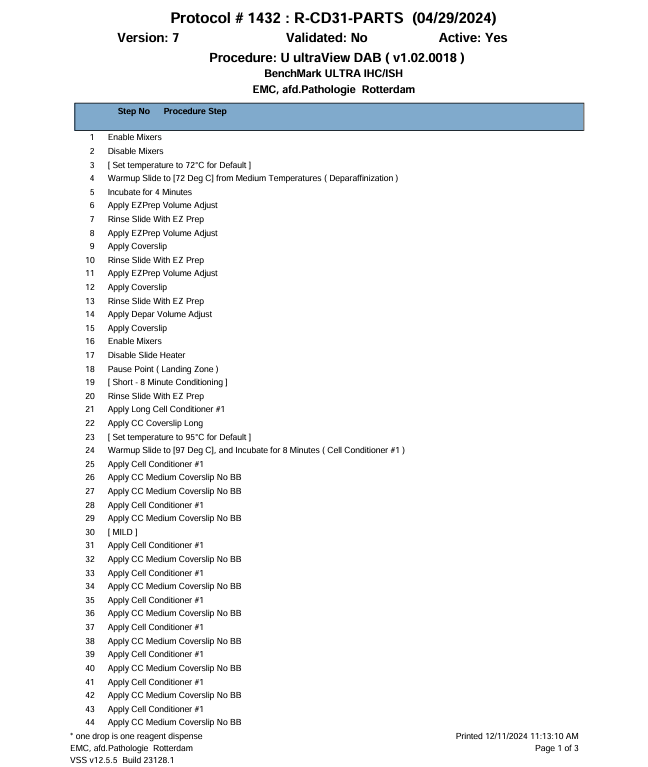 Protocol # 1432 : R-CD31-PARTS (04/29/2024)
Version: 7 Validated: No Active: Yes
Procedure: U ultraView DAB ( v1.02.0018 )
BenchMark ULTRA IHC/ISH
EMC, afd.Pathologie Rotterdam
Step No Procedure Step
1 Enable Mixers
2 Disable Mixers
3 [ Set temperature to 72°C for Default ]
4 Warmup Slide to [72 Deg C] from Medium Temperatures ( Deparaffinization )
5 Incubate for 4 Minutes
6 Apply EZPrep Volume Adjust
7 Rinse Slide With EZ Prep
8 Apply EZPrep Volume Adjust
9 Apply Coverslip
10 Rinse Slide With EZ Prep
11 Apply EZPrep Volume Adjust
12 Apply Coverslip
13 Rinse Slide With EZ Prep
14 Apply Depar Volume Adjust
15 Apply Coverslip
16 Enable Mixers
17 Disable Slide Heater
18 Pause Point ( Landing Zone )
19 [ Short - 8 Minute Conditioning ]
20 Rinse Slide With EZ Prep
21 Apply Long Cell Conditioner #1
22 Apply CC Coverslip Long
23 [ Set temperature to 95°C for Default ]
24 Warmup Slide to [97 Deg C], and Incubate for 8 Minutes ( Cell Conditioner #1 )
25 Apply Cell Conditioner #1
26 Apply CC Medium Coverslip No BB
27 Apply CC Medium Coverslip No BB
28 Apply Cell Conditioner #1
29 Apply CC Medium Coverslip No BB
30 [ MILD ]
31 Apply Cell Conditioner #1
32 Apply CC Medium Coverslip No BB
33 Apply Cell Conditioner #1
34 Apply CC Medium Coverslip No BB
35 Apply Cell Conditioner #1
36 Apply CC Medium Coverslip No BB
37 Apply Cell Conditioner #1
38 Apply CC Medium Coverslip No BB
39 Apply Cell Conditioner #1
40 Apply CC Medium Coverslip No BB
41 Apply Cell Conditioner #1
42 Apply CC Medium Coverslip No BB
43 Apply Cell Conditioner #1
44 Apply CC Medium Coverslip No BB
* one drop is one reagent dispense Printed 12/11/2024 11:13:10 AM
EMC, afd.Pathologie Rotterdam Page 1 of 3
VSS v12.5.5 Build 23128.1